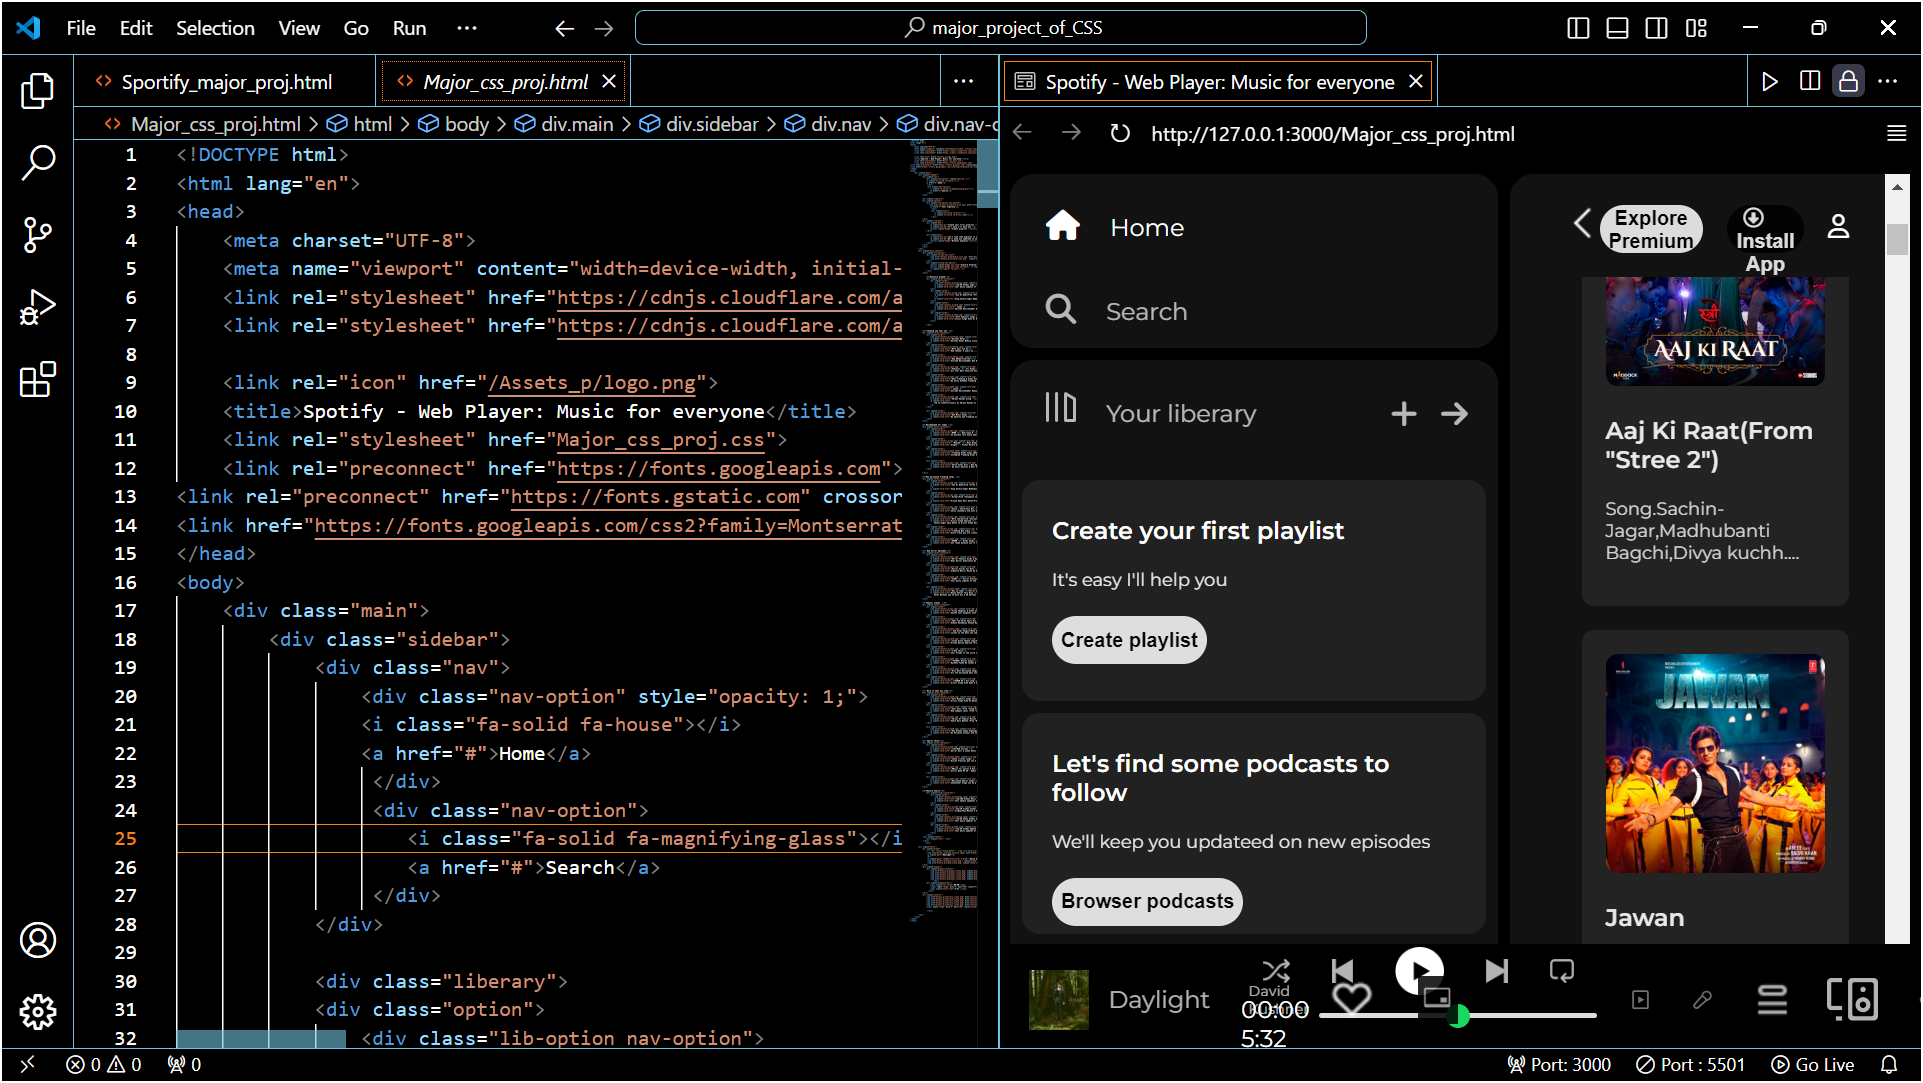 File Edit Selection View Go Run ···
major_project_of_CSS
Sportify_major_proj.html
Major_css_proj.html
Major_css_proj.html > html > body > div.main > div.sidebar > div.nav > div.nav-
1 <!DOCTYPE html>
2 <html lang="en">
3 <head>
4 <meta charset="UTF-8">
5 <meta name="viewport" content="width=device-width, initial-
6 <link rel="stylesheet" href="https://cdnjs.cloudflare.com/a
7 <link rel="stylesheet" href="https://cdnjs.cloudflare.com/a
8
9 <link rel="icon" href="/Assets_p/logo.png">
10 <title>Spotify - Web Player: Music for everyone</title>
11 <link rel="stylesheet" href="Major_css_proj.css">
12 <link rel="preconnect" href="https://fonts.googleapis.com">
13 <link rel="preconnect" href="https://fonts.gstatic.com" crossor
14 <link href="https://fonts.googleapis.com/css2?family=Montserrat
15 </head>
16 <body>
17 <div class="main">
18 <div class="sidebar">
19 <div class="nav">
20 <div class="nav-option" style="opacity: 1;">
21 <i class="fa-solid fa-house"></i>
22 <a href="#">Home</a>
23 </div>
24 <div class="nav-option">
25 <i class="fa-solid fa-magnifying-glass"></i
26 <a href="#">Search</a>
27 </div>
28 </div>
29
30 <div class="liberary">
31 <div class="option">
32 <div class="lib-option nav-option">
Spotify - Web Player: Music for everyone
http://127.0.0.1:3000/Major_css_proj.html
Home
Search
Your liberary
Create your first playlist
It's easy I'll help you
Create playlist
Let's find some podcasts to
follow
We'll keep you updateed on new episodes
Browser podcasts
Explore
Premium
Install
App
स्त्री
AAJ KI RAAT
Aaj Ki Raat(From
"Stree 2")
Song.Sachin-
Jagar,Madhubanti
Bagchi,Divya kuchh....
JAWAN
Jawan
Daylight
David
Kushner
00:00
5:32
0 0 0
Port: 3000
Port : 5501
Go Live